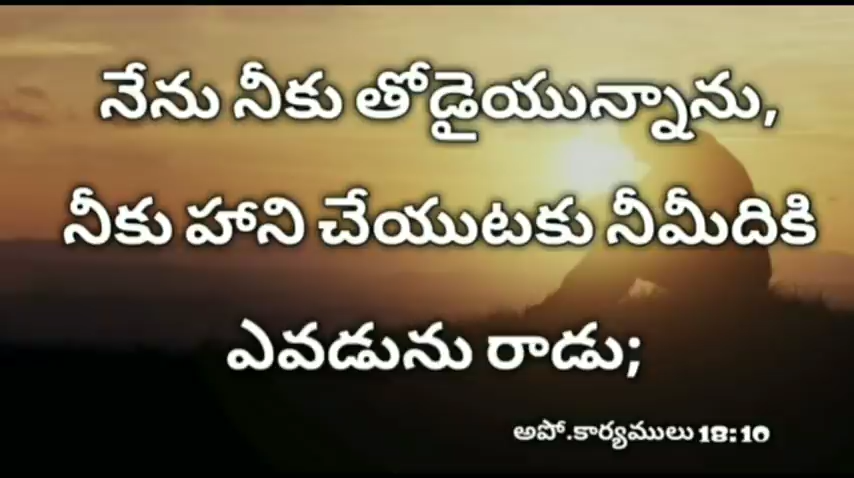 నేను నీకు తోడైయున్నాను,
నీకు హాని చేయుటకు నీమీదికి
ఎవడును రాడు;
అపో.కార్యములు 18:10